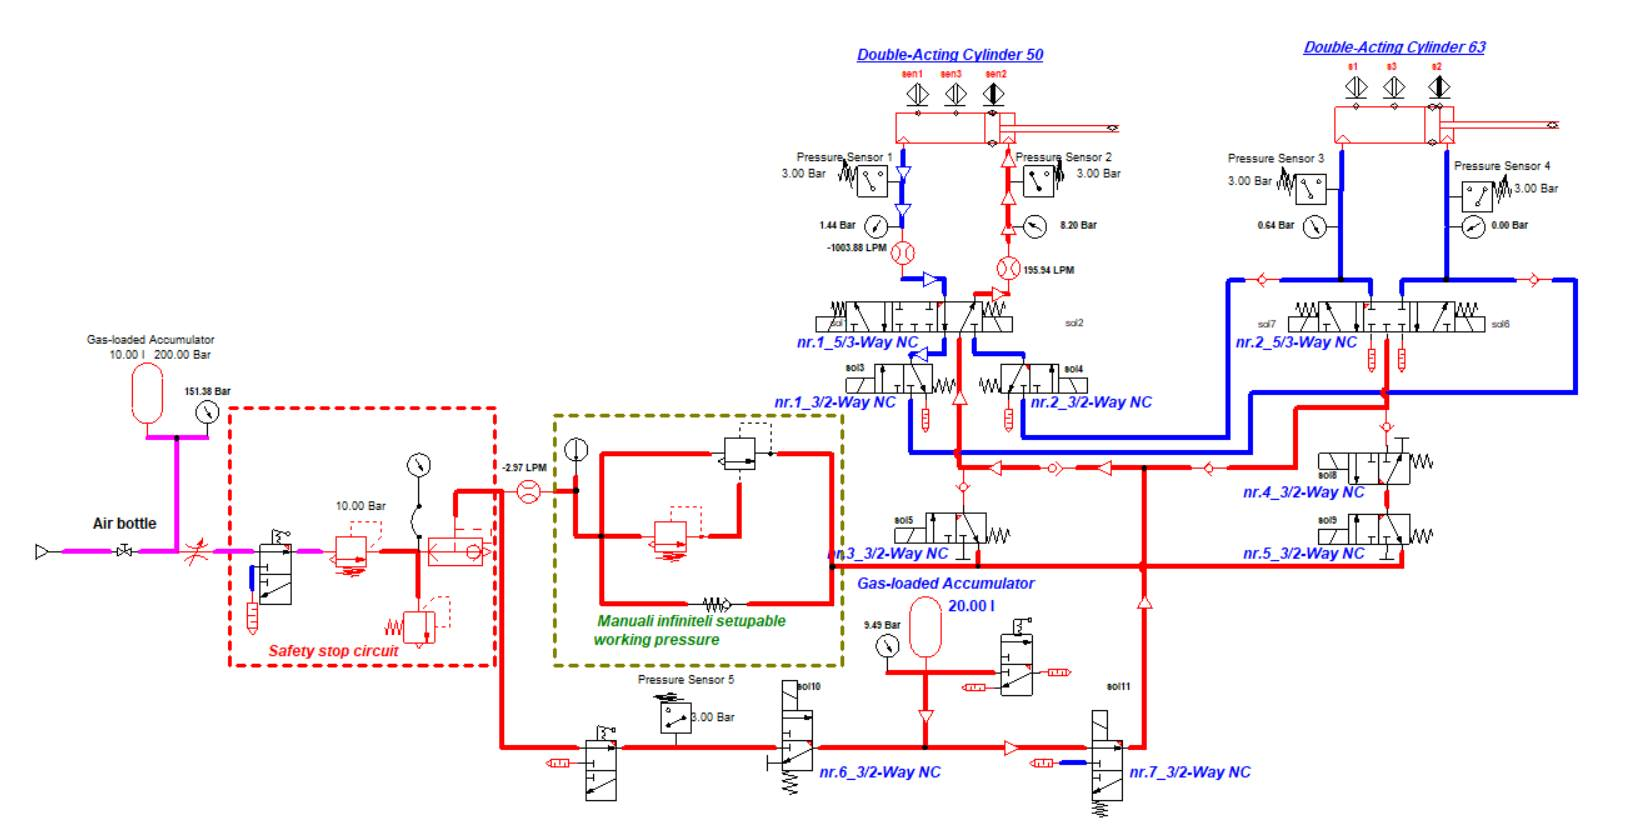 Double-Acting Cylinder 50
Double-Acting Cylinder 63
sen1
sen3
sen2
s1
s3
s2
Pressure Sensor 1
3.00 Bar
Pressure Sensor 2
3.00 Bar
Pressure Sensor 3
3.00 Bar
Pressure Sensor 4
3.00 Bar
1.44 Bar
8.20 Bar
0.64 Bar
0.00 Bar
-1003.88 LPM
195.94 LPM
sol
sol2
sol7
sol6
nr.1_5/3-Way NC
nr.2_5/3-Way NC
Gas-loaded Accumulator
10.00 l 200.00 Bar
151.38 Bar
sol3
sol4
nr.1_3/2-Way NC
nr.2_3/2-Way NC
-2.97 LPM
sol8
nr.4_3/2-Way NC
10.00 Bar
Air bottle
sol5
nr.3_3/2-Way NC
sol9
nr.5_3/2-Way NC
Gas-loaded Accumulator
20.00 l
9.49 Bar
Manuali infiniteli setupable
working pressure
Safety stop circuit
Pressure Sensor 5
3.00 Bar
sol10
sol11
nr.6_3/2-Way NC
nr.7_3/2-Way NC